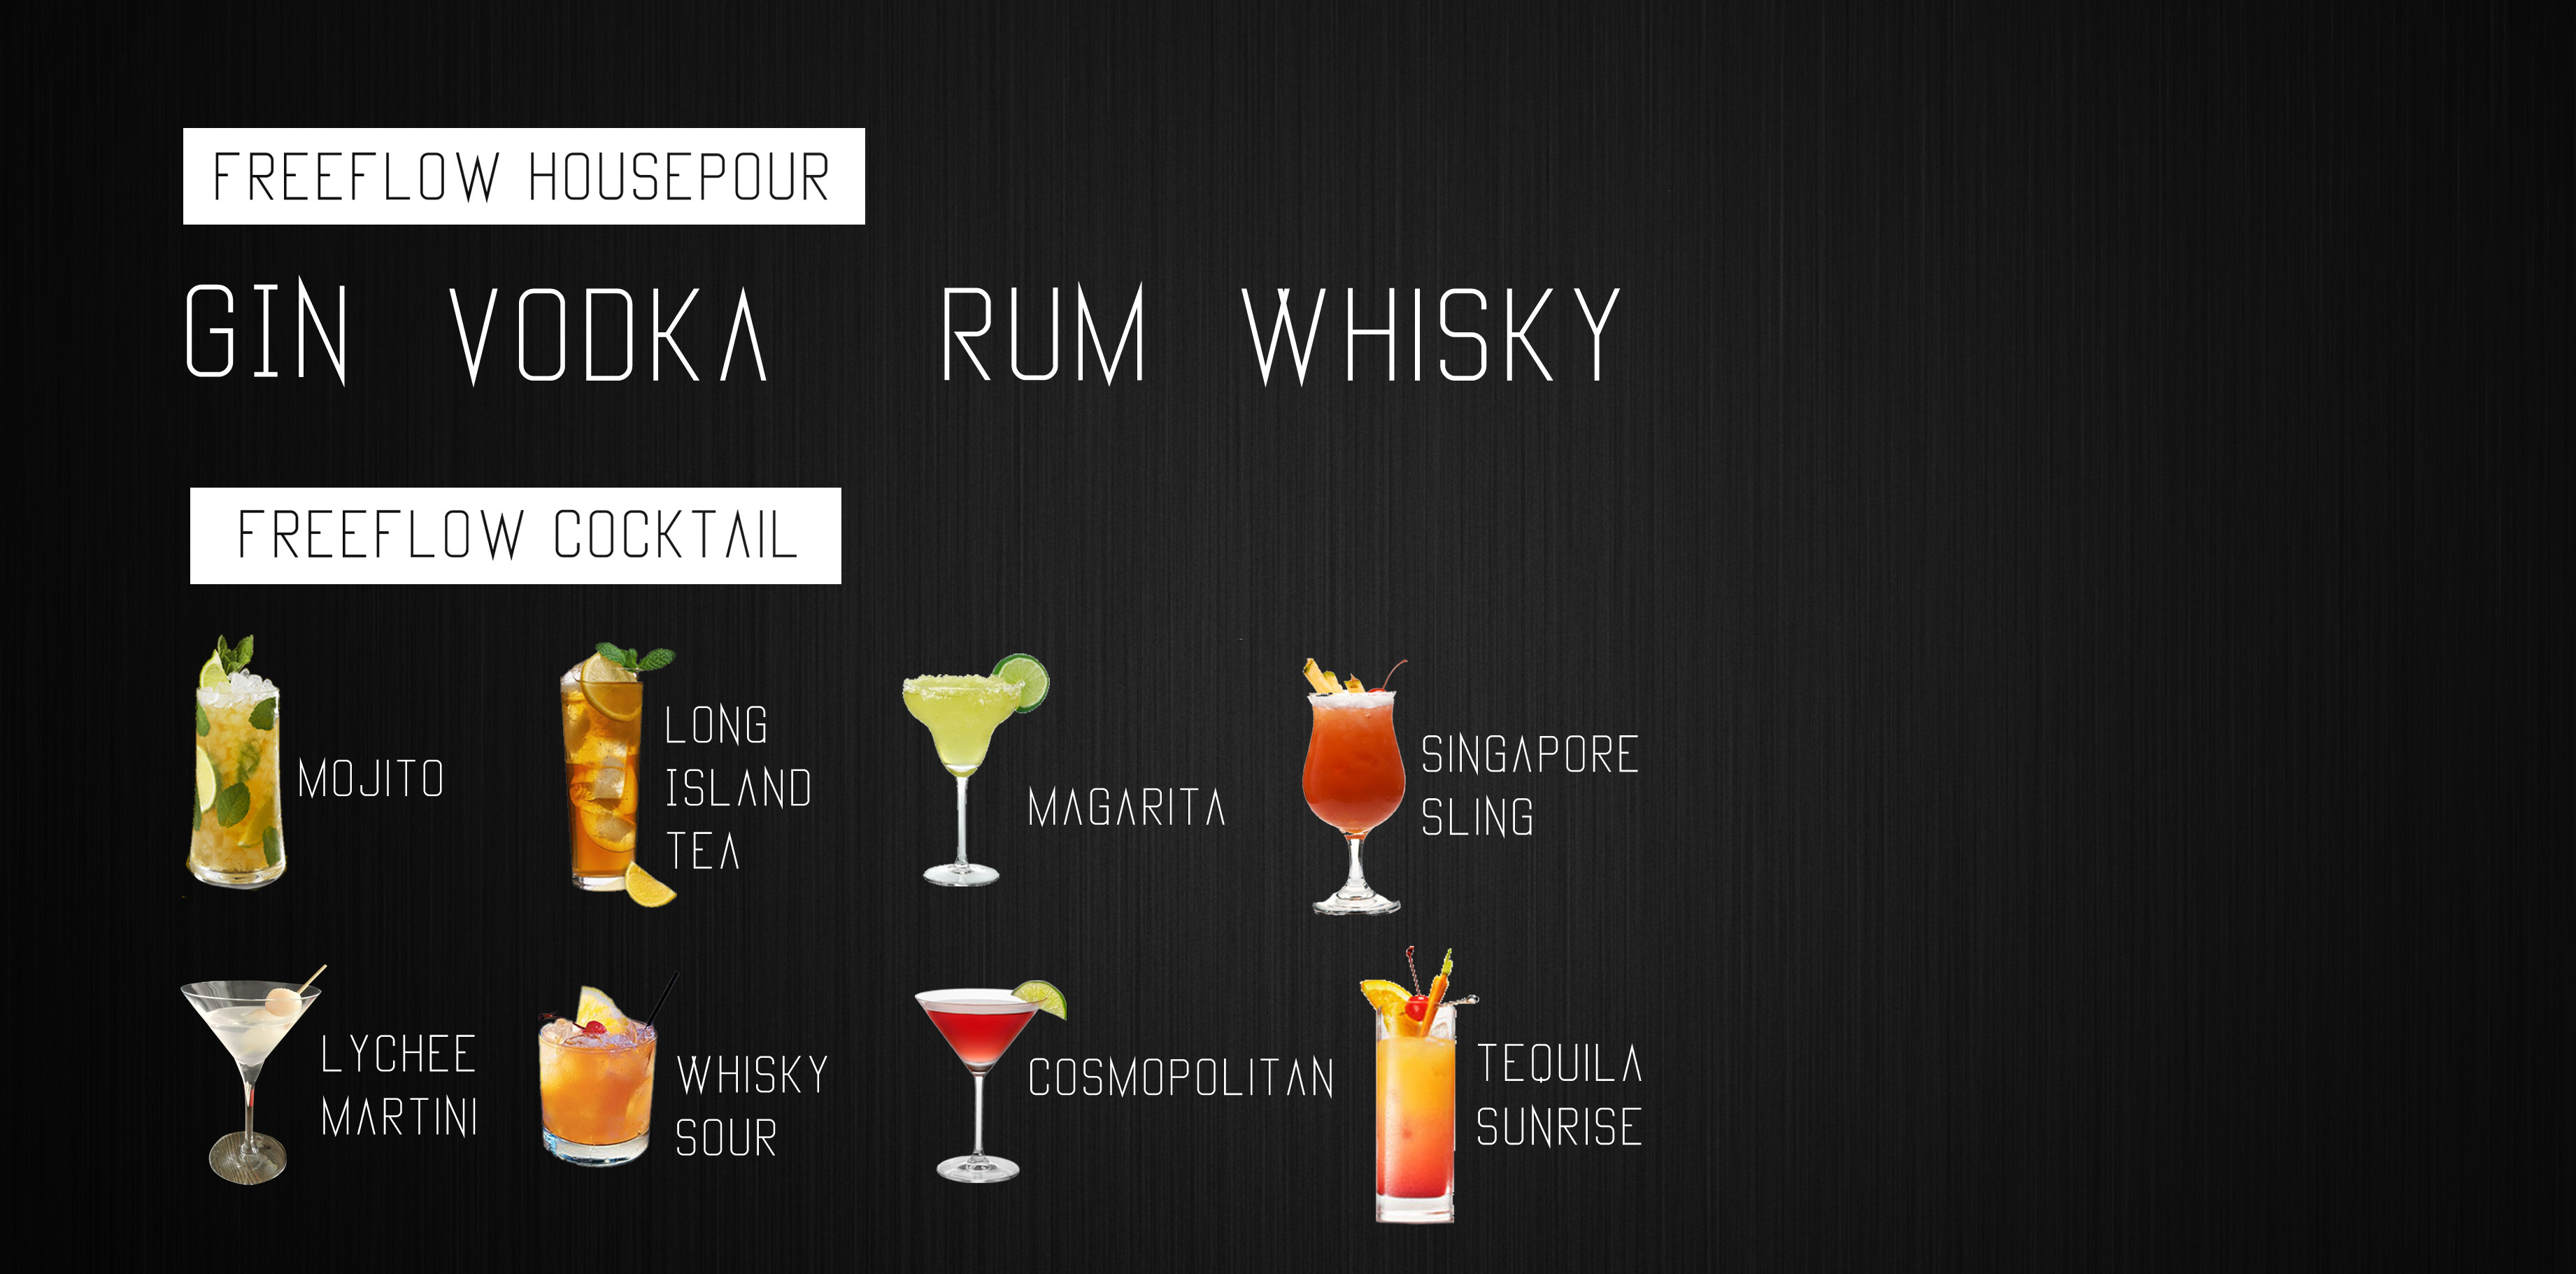 FREEFLOW HOUSEPOUR
GIN VODKA RUM WHISKY
FREEFLOW COCKTAIL
MOJITO
LONG
ISLAND
TEA
MAGARITA
SINGAPORE
SLING
LYCHEE
MARTINI
WHISKY
SOUR
COSMOPOLITAN
TEQUILA
SUNRISE